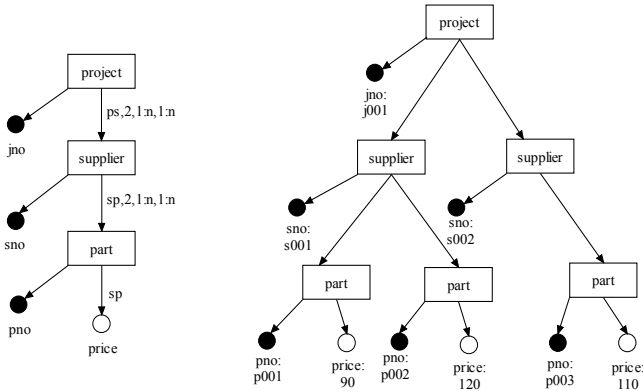 project
ps,2,1:n,1:n
jno
supplier
sp,2,1:n,1:n
sno
part
sp
pno
price
project
jno:
j001
supplier
supplier
sno:
s001
sno:
s002
part
part
part
pno:
p001
price:
90
pno:
p002
price:
120
pno:
p003
price:
110